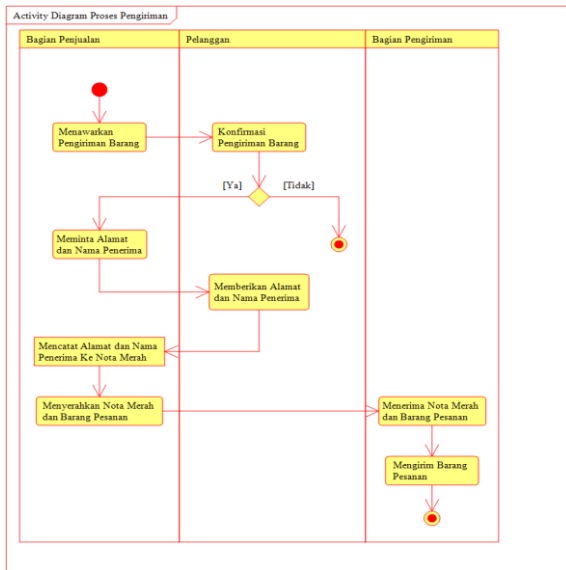 Activity Diagram Proses Pengiriman
Bagian Penjualan
Pelanggan
Bagian Pengiriman
Menawarkan
Pengiriman Barang
Konfirmasi
Pengiriman Barang
[Ya]
[Tidak]
Meminta Alamat
dan Nama Penerima
Memberikan Alamat
dan Nama Penerima
Mencatat Alamat dan Nama
Penerima Ke Nota Merah
Menyerahkan Nota Merah
dan Barang Pesanan
Menerima Nota Merah
dan Barang Pesanan
Mengirim Barang
Pesanan